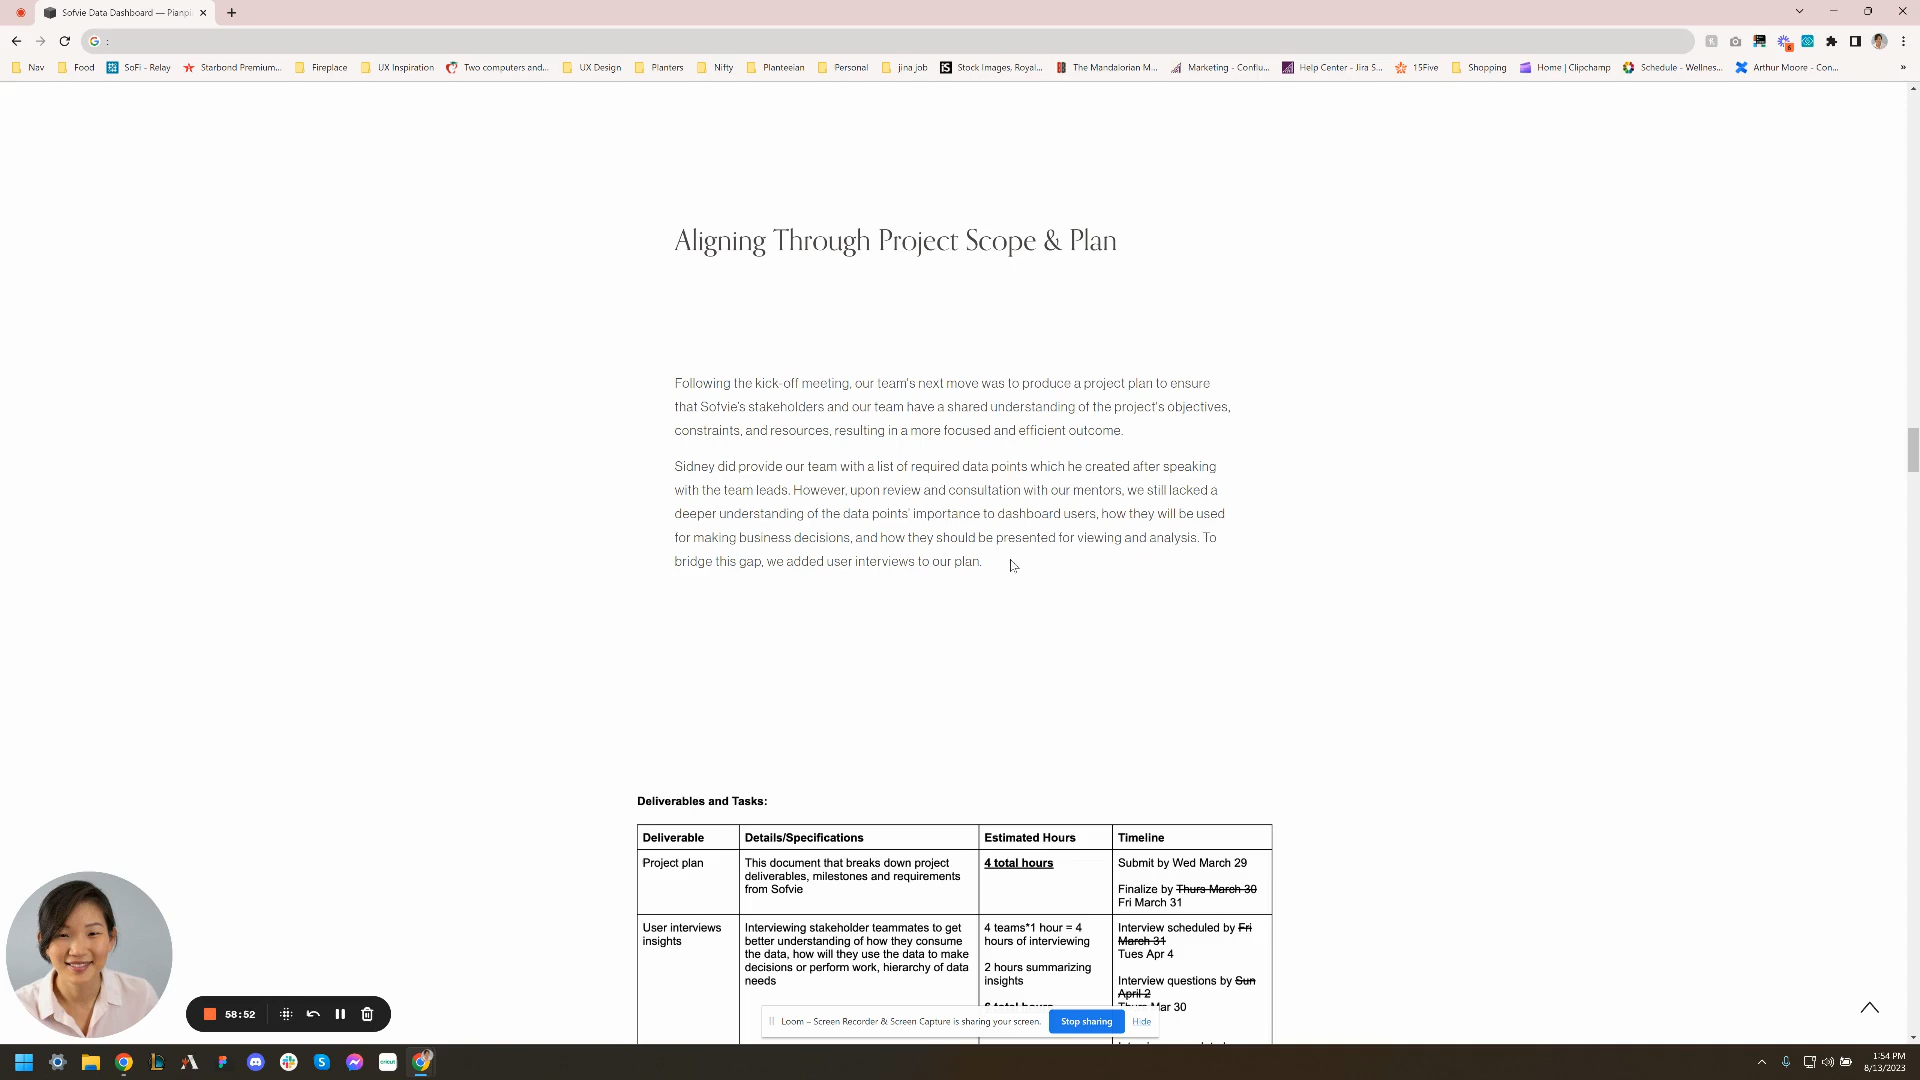 Sofvie Data Dashboard — Pianpi
:
Nav
Food
SoFi - Relay
Starbond Premium...
Fireplace
UX Inspiration
Two computers and...
UX Design
Planters
Nifty
Planteeian
Personal
jina job
Stock Images, Royal...
The Mandalorian M...
Marketing - Conflu...
Help Center - Jira S...
15Five
Shopping
Home | Clipchamp
Schedule - Wellnes...
Arthur Moore - Con...
»
Aligning Through Project Scope & Plan
Following the kick-off meeting, our team's next move was to produce a project plan to ensure
that Sofvie's stakeholders and our team have a shared understanding of the project's objectives,
constraints, and resources, resulting in a more focused and efficient outcome.
Sidney did provide our team with a list of required data points which he created after speaking
with the team leads. However, upon review and consultation with our mentors, we still lacked a
deeper understanding of the data points' importance to dashboard users, how they will be used
for making business decisions, and how they should be presented for viewing and analysis. To
bridge this gap, we added user interviews to our plan.
Deliverables and Tasks:
Deliverable
Details/Specifications
Estimated Hours
Timeline
Project plan
This document that breaks down project
deliverables, milestones and requirements
from Sofvie
4 total hours
Submit by Wed March 29
Finalize by Thurs March 30
Fri March 31
User interviews
insights
Interviewing stakeholder teammates to get
better understanding of how they consume
the data, how will they use the data to make
decisions or perform work, hierarchy of data
needs
4 teams*1 hour = 4
hours of interviewing
2 hours summarizing
insights
Interview scheduled by Fri
March 31
Tues Apr 4
Interview questions by Sun
April 2
Mar 30
58:52
Loom – Screen Recorder & Screen Capture is sharing your screen.
Stop sharing
Hide
cricut
1:54 PM
8/13/2023